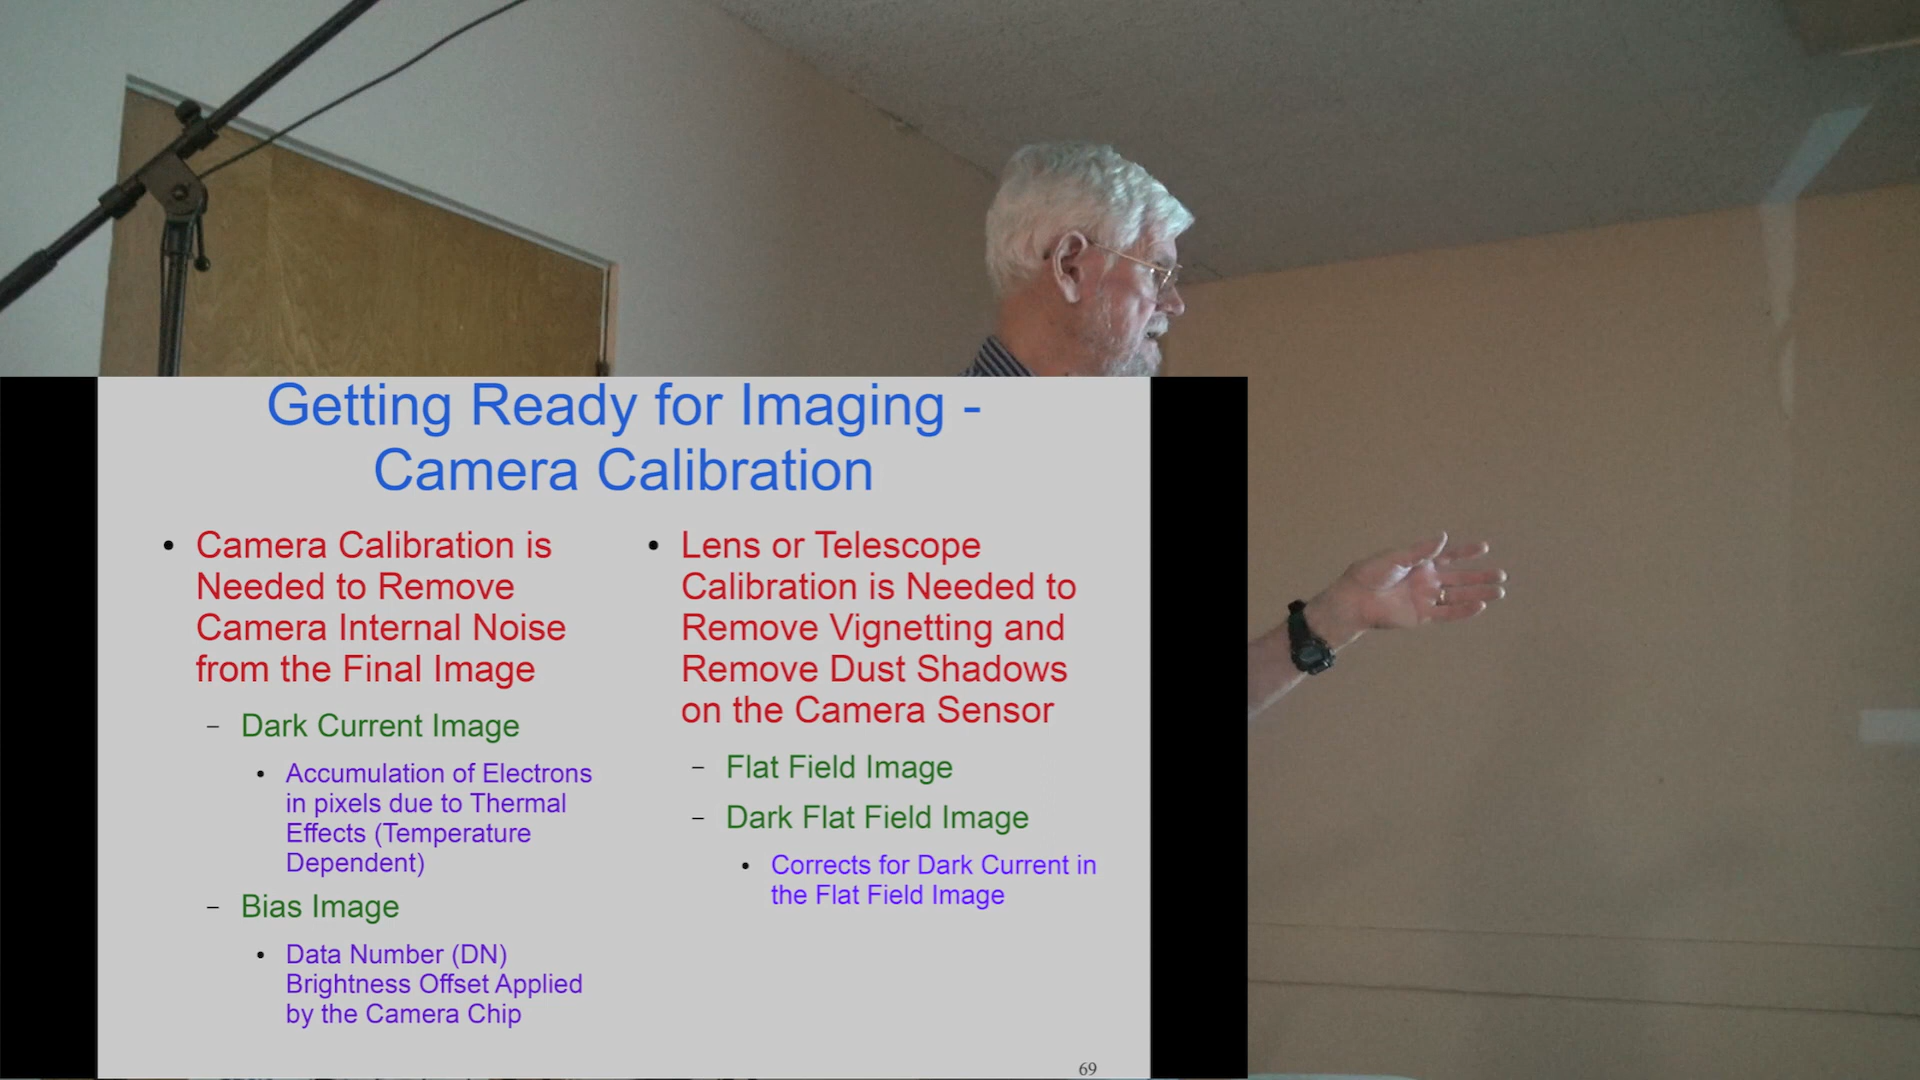 Getting Ready for Imaging -
Camera Calibration
• Camera Calibration is
Needed to Remove
Camera Internal Noise
from the Final Image
– Dark Current Image
• Accumulation of Electrons
in pixels due to Thermal
Effects (Temperature
Dependent)
– Bias Image
• Data Number (DN)
Brightness Offset Applied
by the Camera Chip
• Lens or Telescope
Calibration is Needed to
Remove Vignetting and
Remove Dust Shadows
on the Camera Sensor
– Flat Field Image
– Dark Flat Field Image
• Corrects for Dark Current in
the Flat Field Image
69